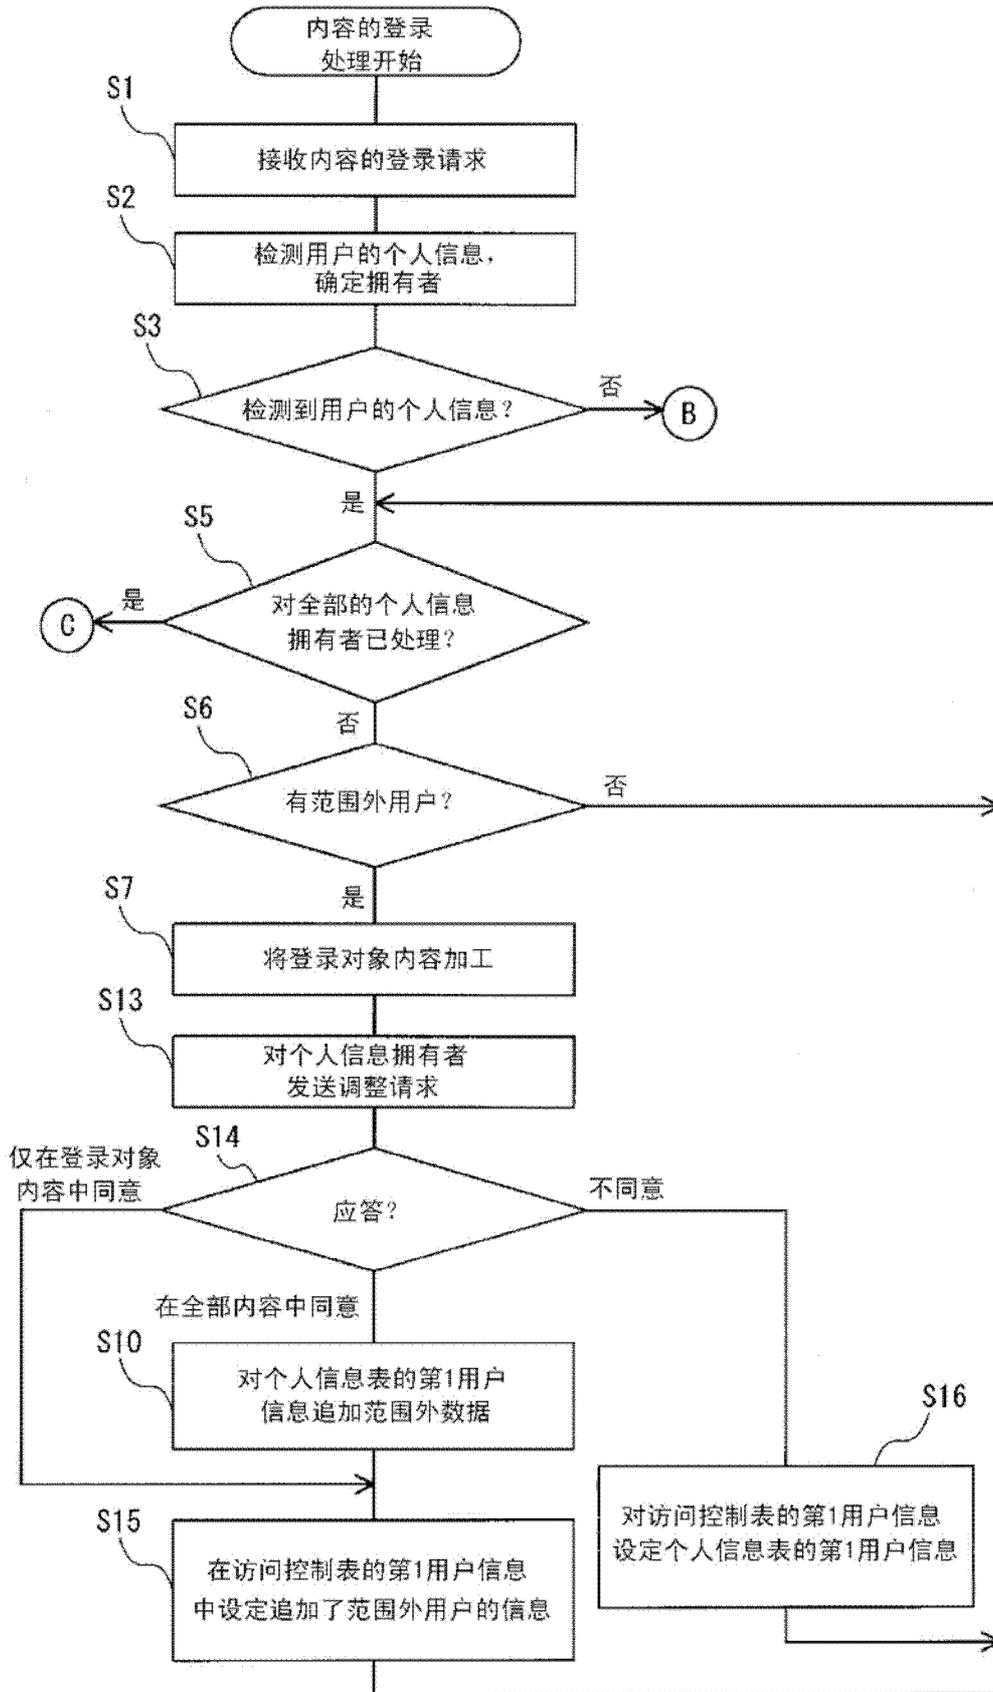 内容的登录
处理开始
S1
接收内容的登录请求
S2
检测用户的个人信息，
确定拥有者
S3
检测到用户的个人信息？
否
B
是
S5
对全部的个人信息
拥有者已处理？
是
C
否
S6
有范围外用户？
否
是
S7
将登录对象内容加工
S13
对个人信息拥有者
发送调整请求
S14
应答？
仅在登录对象
内容中同意
不同意
在全部内容中同意
S10
对个人信息表的第1用户
信息追加范围外数据
S16
对访问控制表的第1用户信息
设定个人信息表的第1用户信息
S15
在访问控制表的第1用户信息
中设定追加了范围外用户的信息